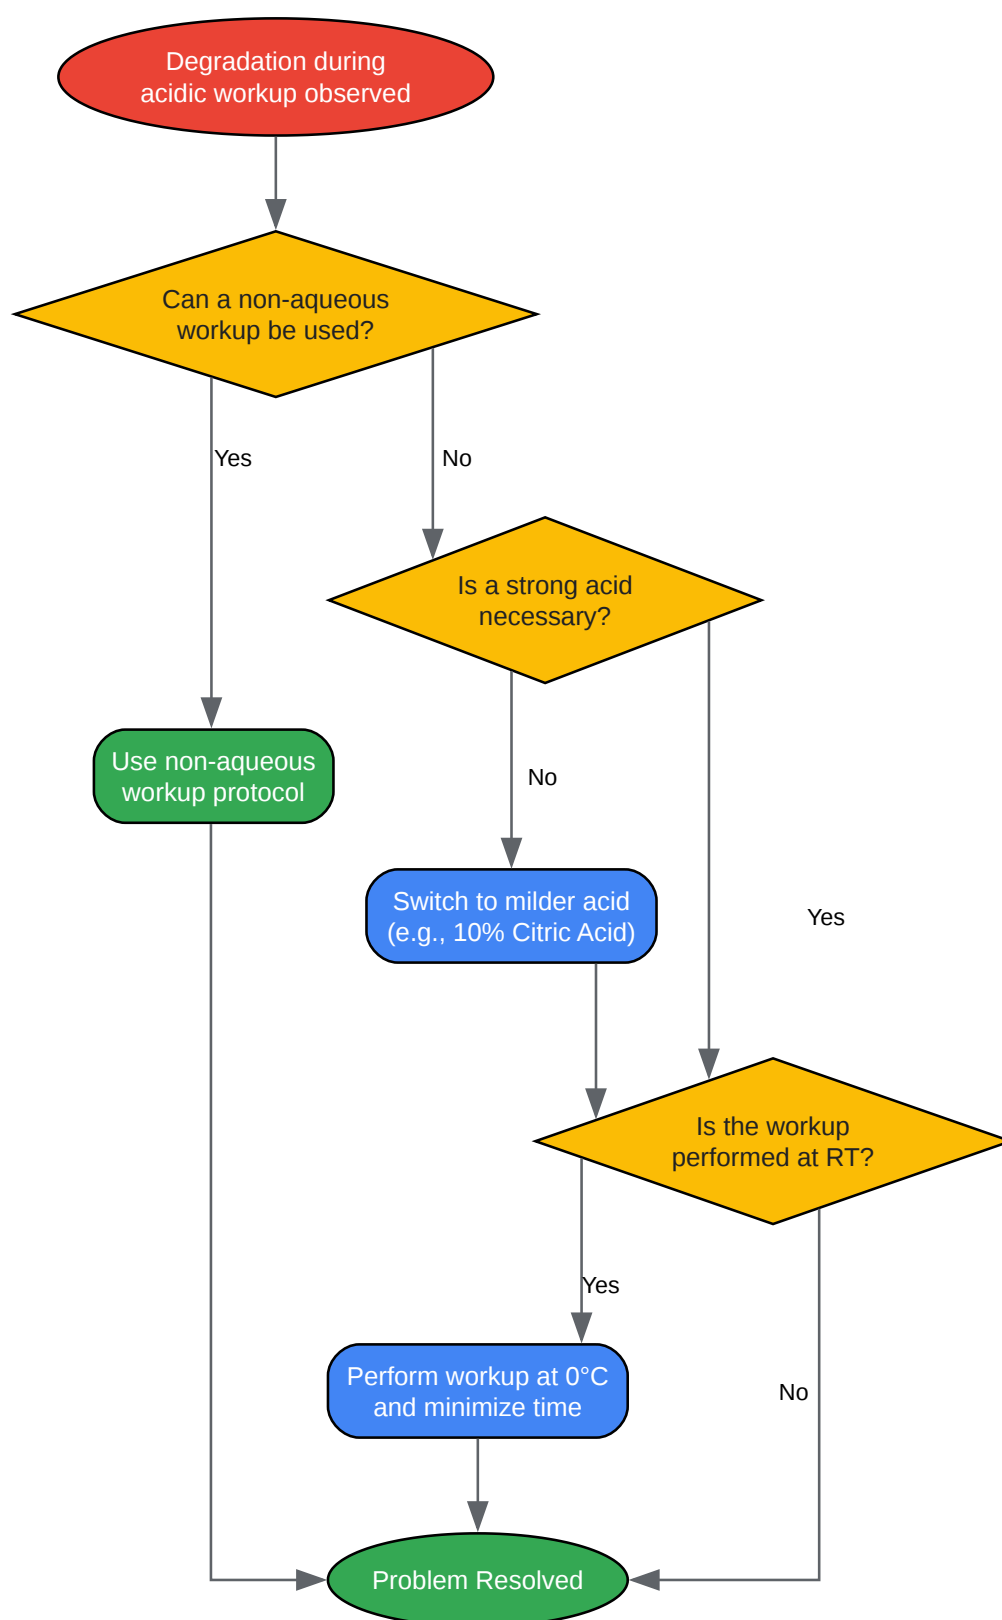 Degradation during
acidic workup observed
Can a non-aqueous
workup be used?
Yes
No
Is a strong acid
necessary?
Use non-aqueous
workup protocol
No
Switch to milder acid
(e.g., 10% Citric Acid)
Yes
Is the workup
performed at RT?
Yes
Perform workup at 0°C
and minimize time
No
Problem Resolved